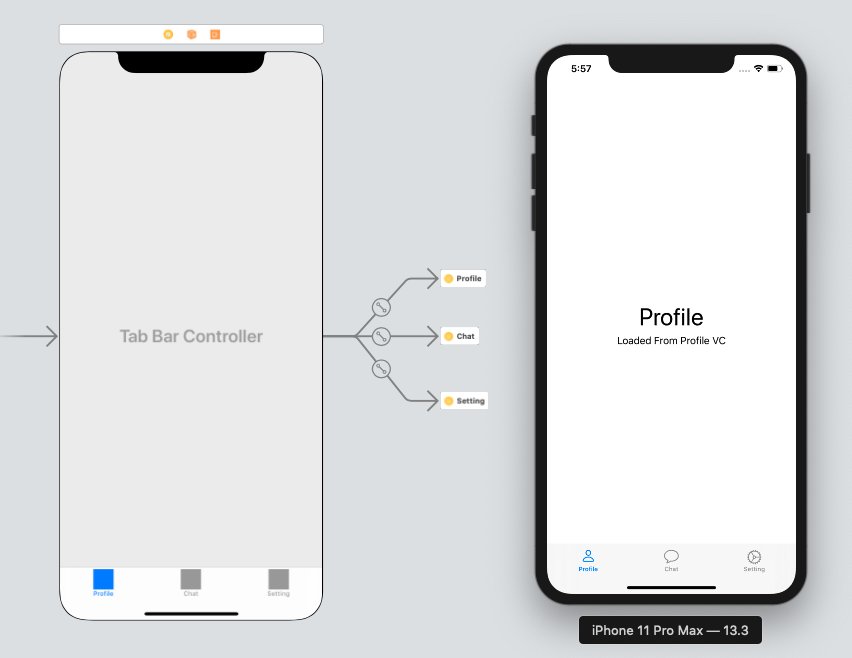 Tab Bar Controller
Profile
Chat
Setting
Profile
Chat
Setting
5:57
Profile
Loaded From Profile VC
Profile
Chat
Setting
iPhone 11 Pro Max — 13.3